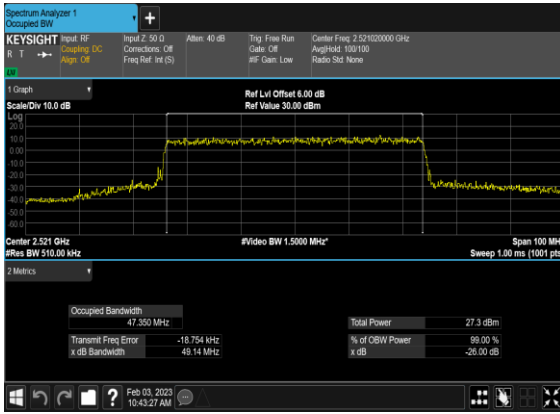 Spectrum Analyzer 1
Occupied BW
KEYSIGHT
R T
LXI
Input: RF
Coupling: DC
Align: Off
Input Z: 50 Ω
Corrections: Off
Freq Ref: Int (S)
Atten: 40 dB
Trig: Free Run
Gate: Off
#IF Gain: Low
Center Freq: 2.521020000 GHz
Avg|Hold: 100/100
Radio Std: None
1 Graph
Scale/Div 10.0 dB
Ref Lvl Offset 6.00 dB
Ref Value 30.00 dBm
Log
20.0
10.0
0.00
-10.0
-20.0
-30.0
-40.0
-50.0
-60.0
Center 2.521 GHz
#Res BW 510.00 kHz
#Video BW 1.5000 MHz*
Span 100 MH
Sweep 1.00 ms (1001 pts
2 Metrics
Occupied Bandwidth
47.350 MHz
Transmit Freq Error -18.754 kHz
x dB Bandwidth 49.14 MHz
Total Power 27.3 dBm
% of OBW Power 99.00 %
x dB -26.00 dB
?
Feb 03, 2023
10:43:27 AM